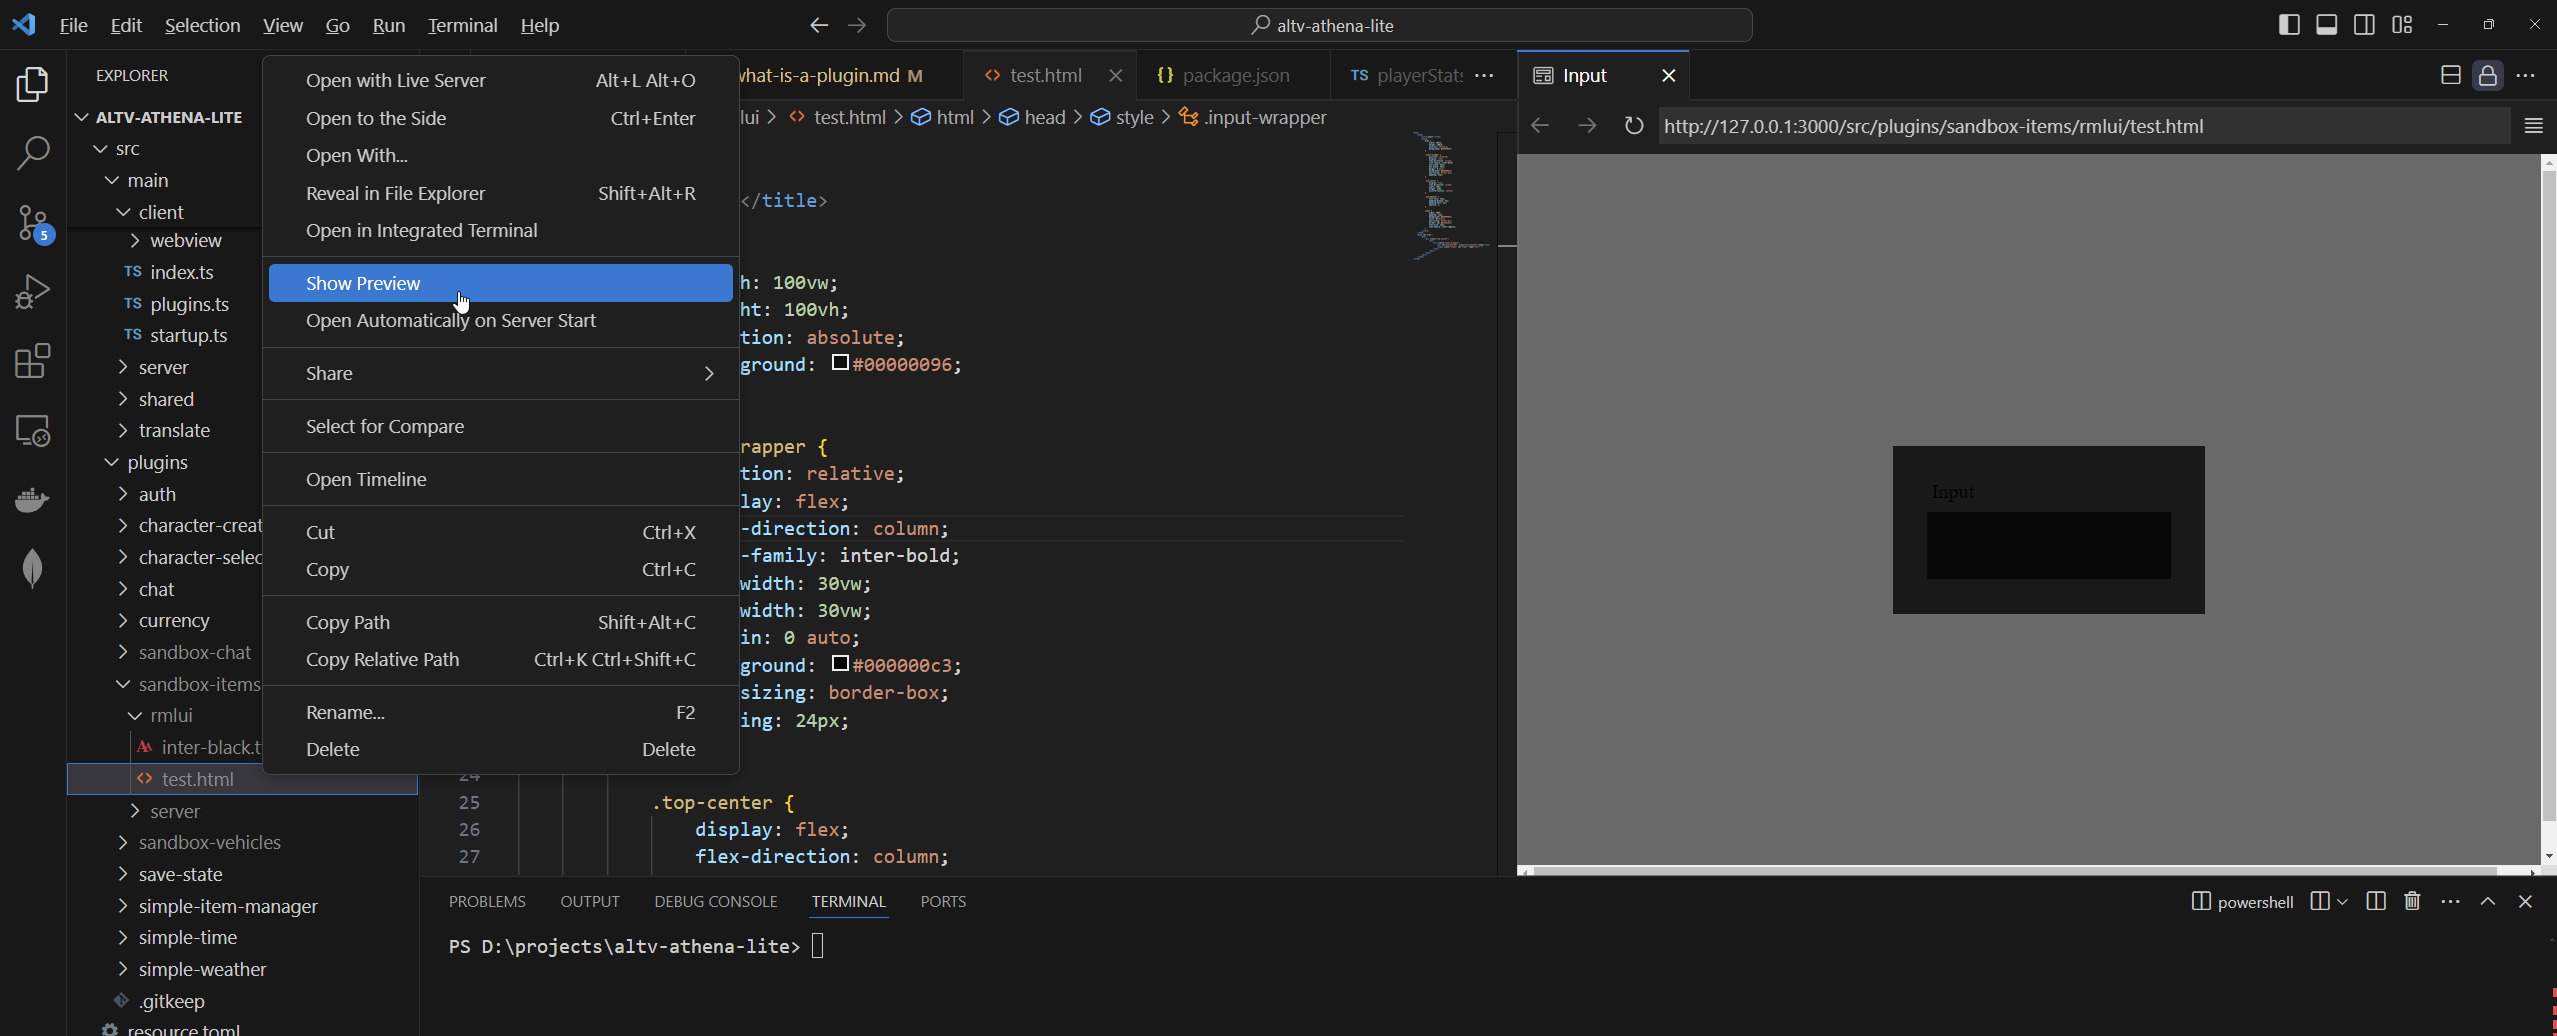 File Edit Selection View Go Run Terminal Help
altv-athena-lite
EXPLORER
ALTV-ATHENA-LITE
src
main
client
webview
TS index.ts
TS plugins.ts
TS startup.ts
server
shared
translate
plugins
auth
character-creat
character-selec
chat
currency
sandbox-chat
sandbox-items
rmlui
inter-black.t
test.html
server
sandbox-vehicles
save-state
simple-item-manager
simple-time
simple-weather
.gitkeep
resource.toml
Open with Live Server Alt+L Alt+O
Open to the Side Ctrl+Enter
Open With...
Reveal in File Explorer Shift+Alt+R
Open in Integrated Terminal
Show Preview
Open Automatically on Server Start
Share
Select for Compare
Open Timeline
Cut Ctrl+X
Copy Ctrl+C
Copy Path Shift+Alt+C
Copy Relative Path Ctrl+K Ctrl+Shift+C
Rename... F2
Delete Delete
what-is-a-plugin.md M
<> test.html
{} package.json
TS playerStats
lui > <> test.html > html > head > style > .input-wrapper
</title>
h: 100vw;
ht: 100vh;
tion: absolute;
ground: #00000096;
rapper {
tion: relative;
lay: flex;
-direction: column;
-family: inter-bold;
width: 30vw;
width: 30vw;
in: 0 auto;
ground: #000000c3;
sizing: border-box;
ing: 24px;
24
25 .top-center {
26 display: flex;
27 flex-direction: column;
Input
http://127.0.0.1:3000/src/plugins/sandbox-items/rmlui/test.html
Input
PROBLEMS OUTPUT DEBUG CONSOLE TERMINAL PORTS
powershell
PS D:\projects\altv-athena-lite>
5